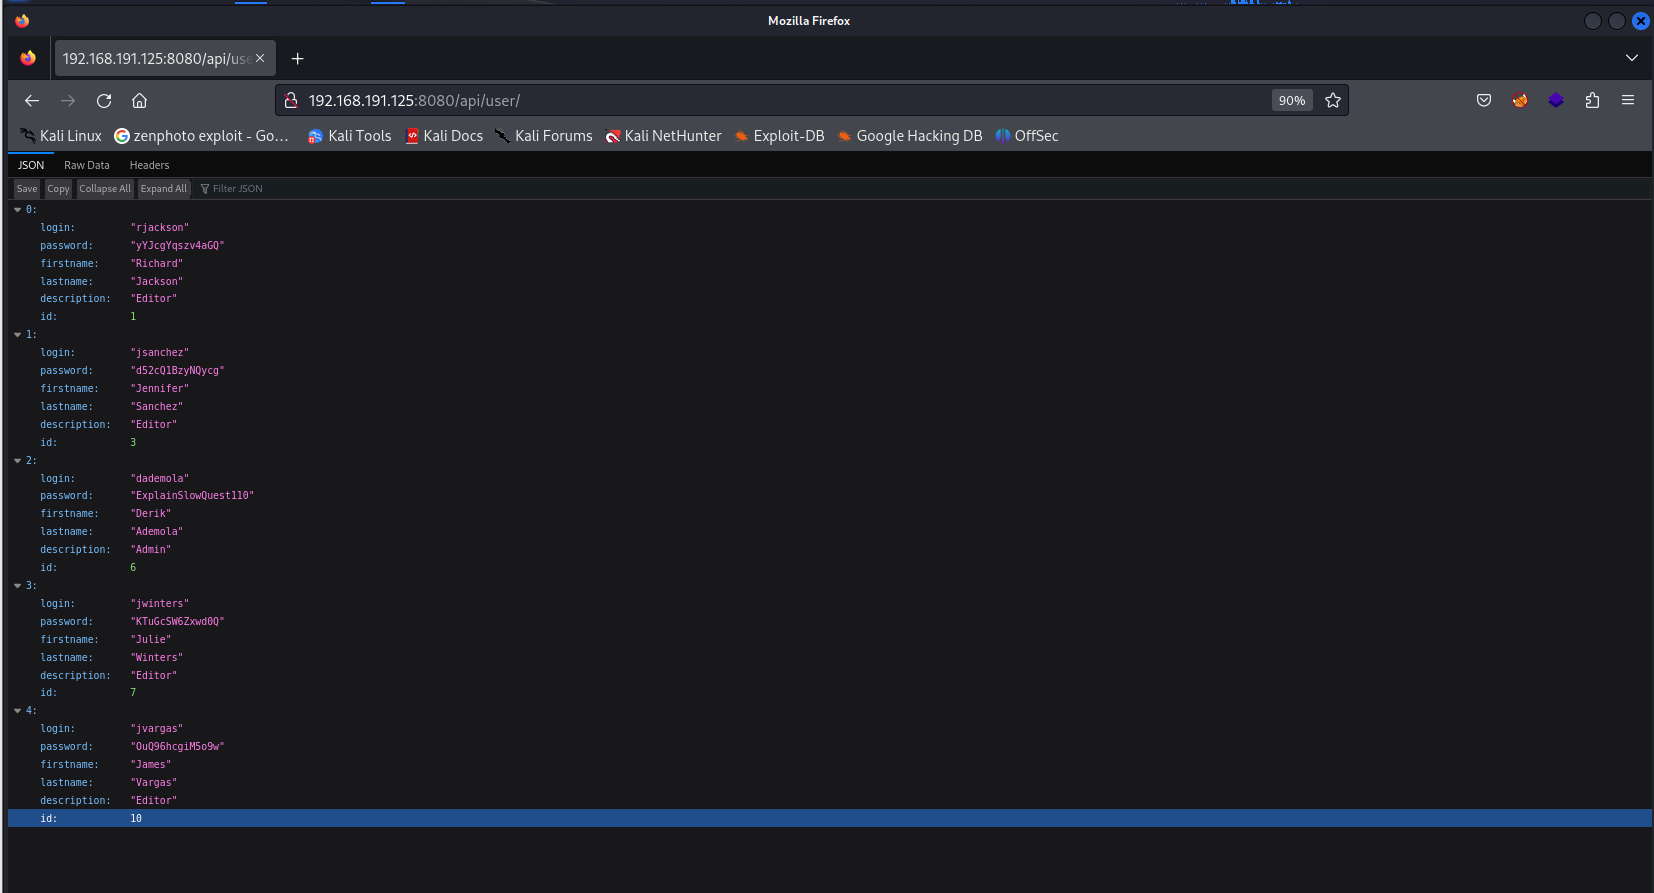 Mozilla Firefox
192.168.191.125:8080/api/use
192.168.191.125:8080/api/user/ 90%
Kali Linux zenphoto exploit - Go… Kali Tools Kali Docs Kali Forums Kali NetHunter Exploit-DB Google Hacking DB OffSec
JSON Raw Data Headers
Save Copy Collapse All Expand All Filter JSON
0:
login: "rjackson"
password: "yYJcgYqszv4aGQ"
firstname: "Richard"
lastname: "Jackson"
description: "Editor"
id: 1
1:
login: "jsanchez"
password: "d52cQ1BzyNQycg"
firstname: "Jennifer"
lastname: "Sanchez"
description: "Editor"
id: 3
2:
login: "dademola"
password: "ExplainSlowQuest110"
firstname: "Derik"
lastname: "Ademola"
description: "Admin"
id: 6
3:
login: "jwinters"
password: "KTuGcSW6Zxwd0Q"
firstname: "Julie"
lastname: "Winters"
description: "Editor"
id: 7
4:
login: "jvargas"
password: "OuQ96hcgiM5o9w"
firstname: "James"
lastname: "Vargas"
description: "Editor"
id: 10